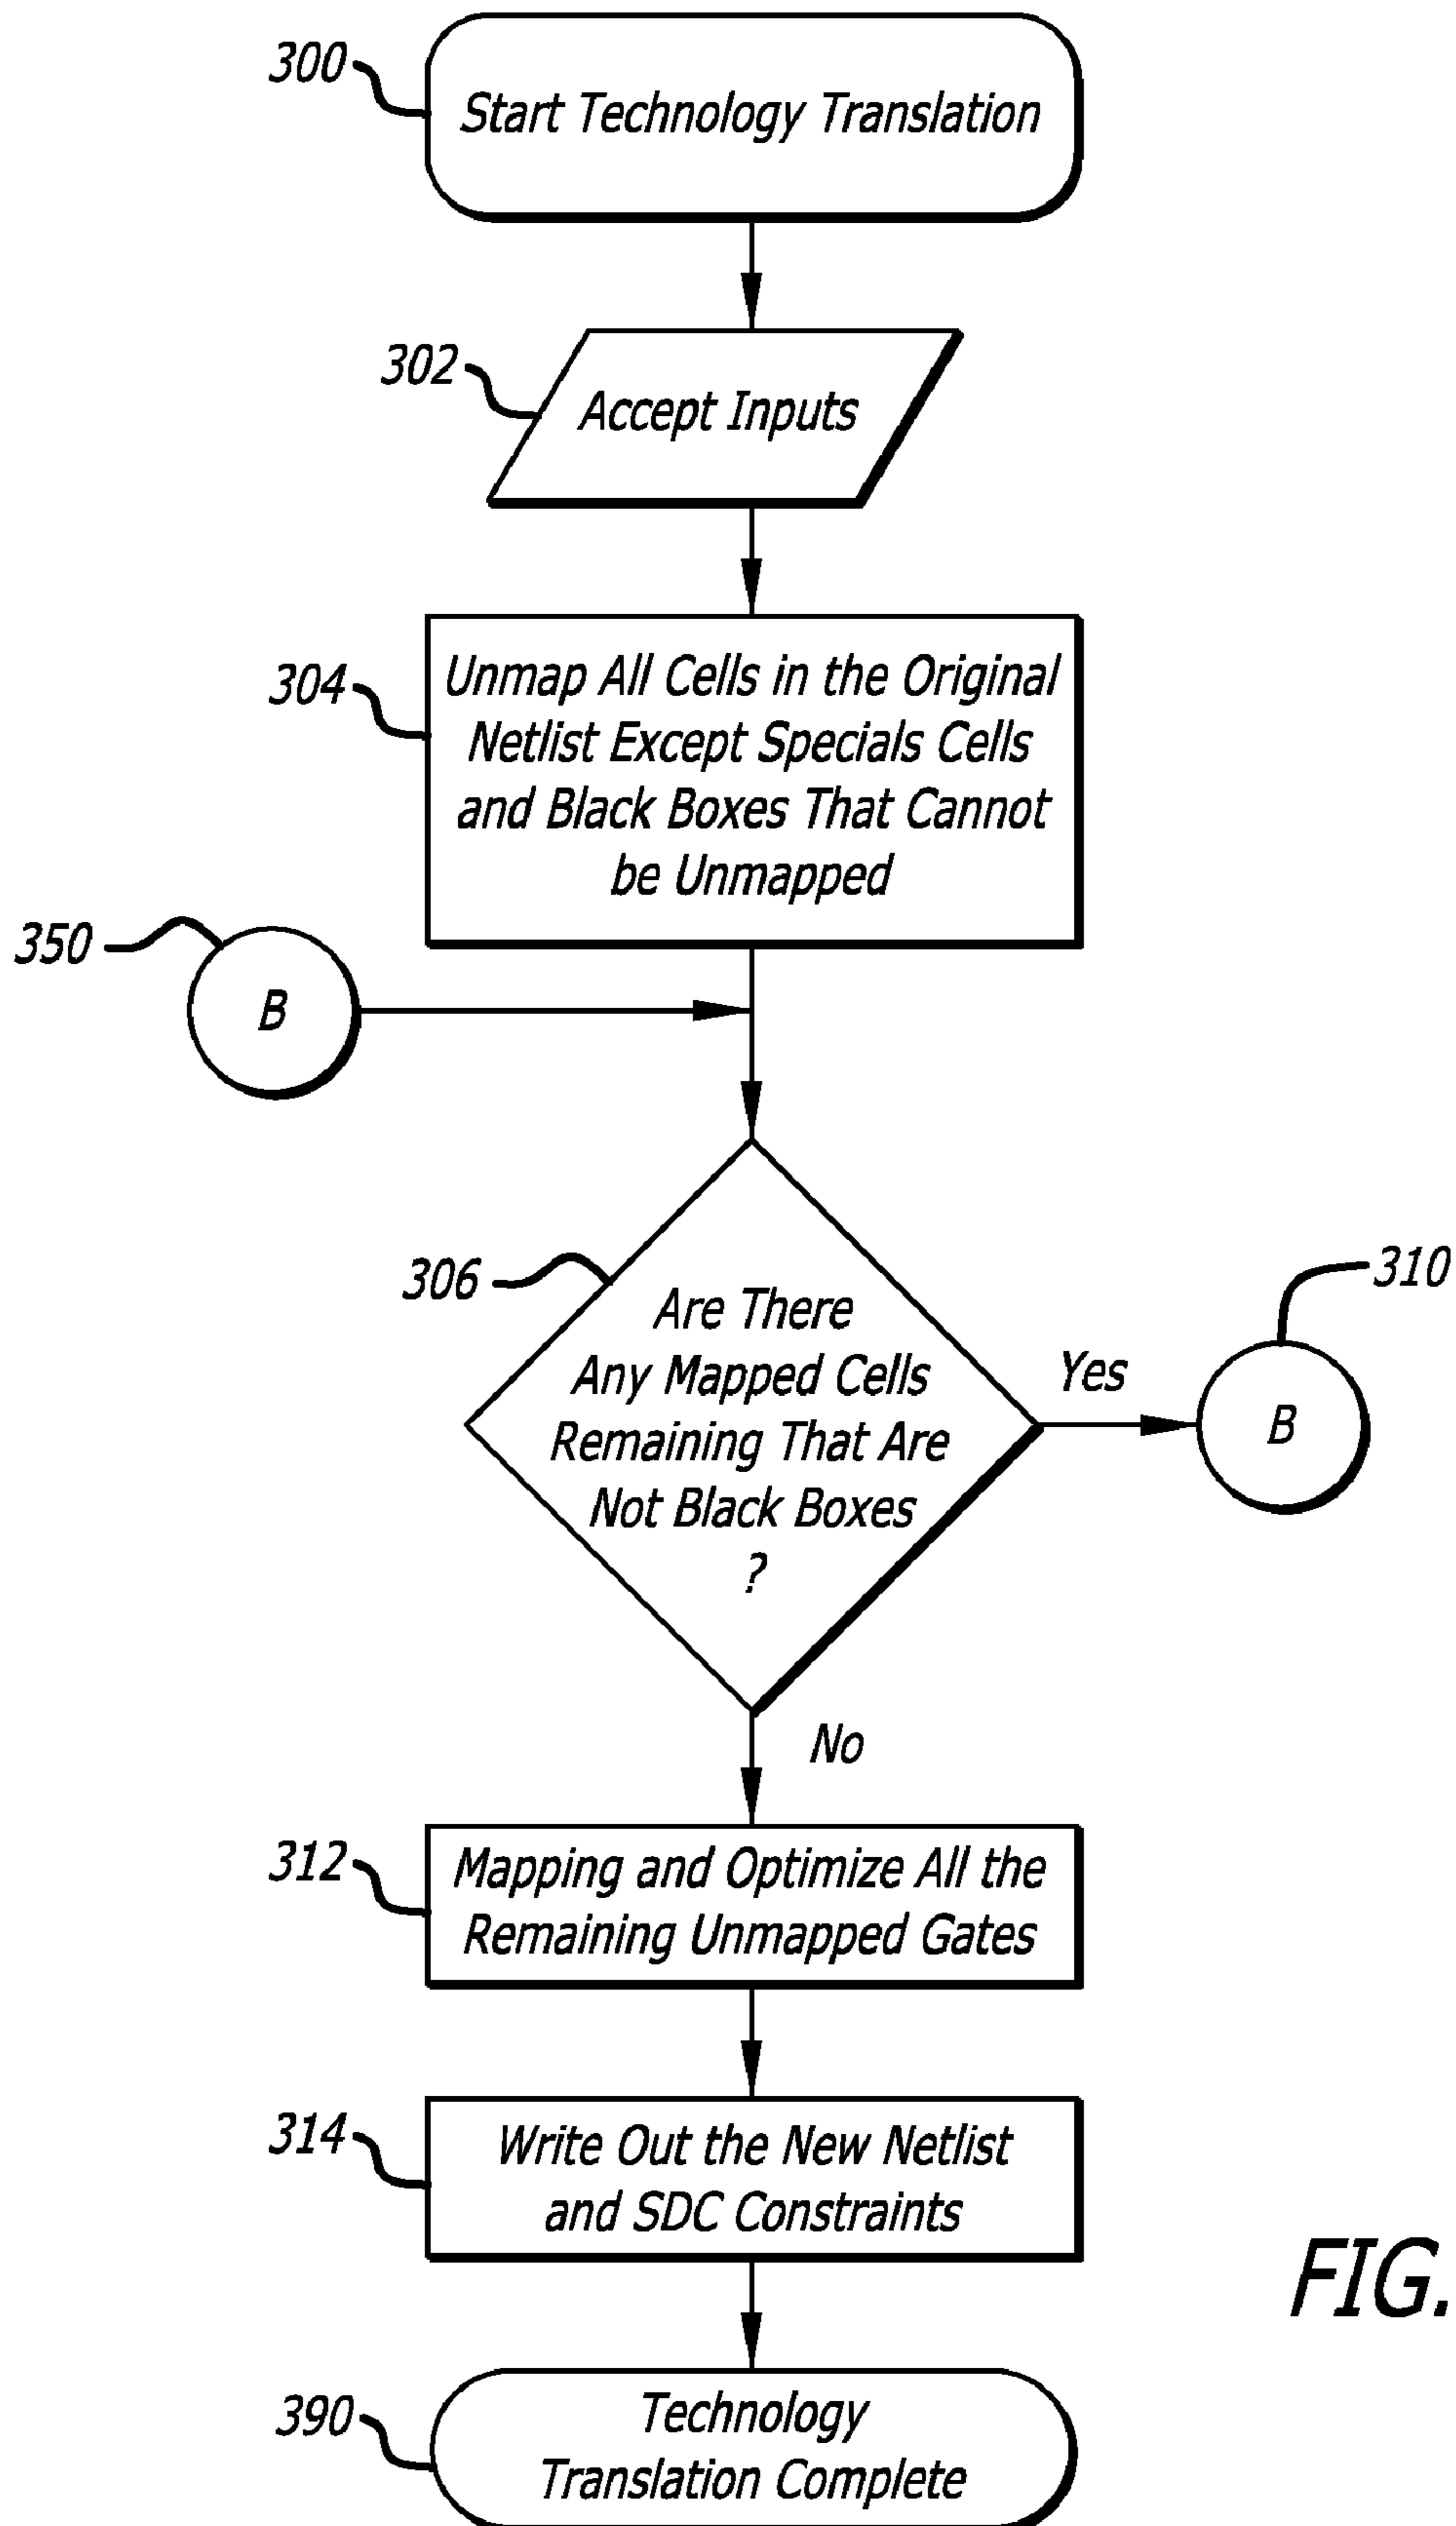 300
Start Technology Translation
302
Accept Inputs
304
Unmap All Cells in the Original
Netlist Except Specials Cells
and Black Boxes That Cannot
be Unmapped
350
B
306
Are There
Any Mapped Cells
Remaining That Are
Not Black Boxes
?
Yes
310
B
No
312
Mapping and Optimize All the
Remaining Unmapped Gates
314
Write Out the New Netlist
and SDC Constraints
FIG.
390
Technology
Translation Complete